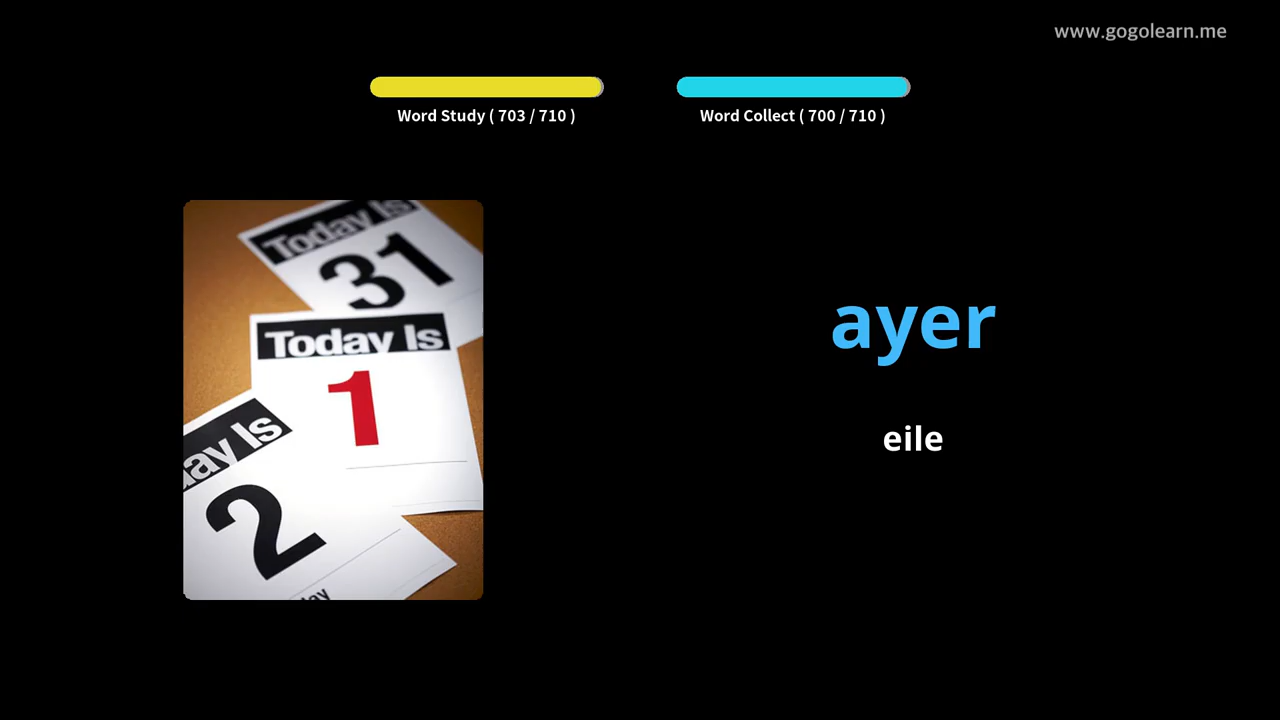 www.gogolearn.me
Word Study ( 703 / 710 )
Word Collect ( 700 / 710 )
Today Is
31
Today Is
1
ay Is
2
ayer
eile